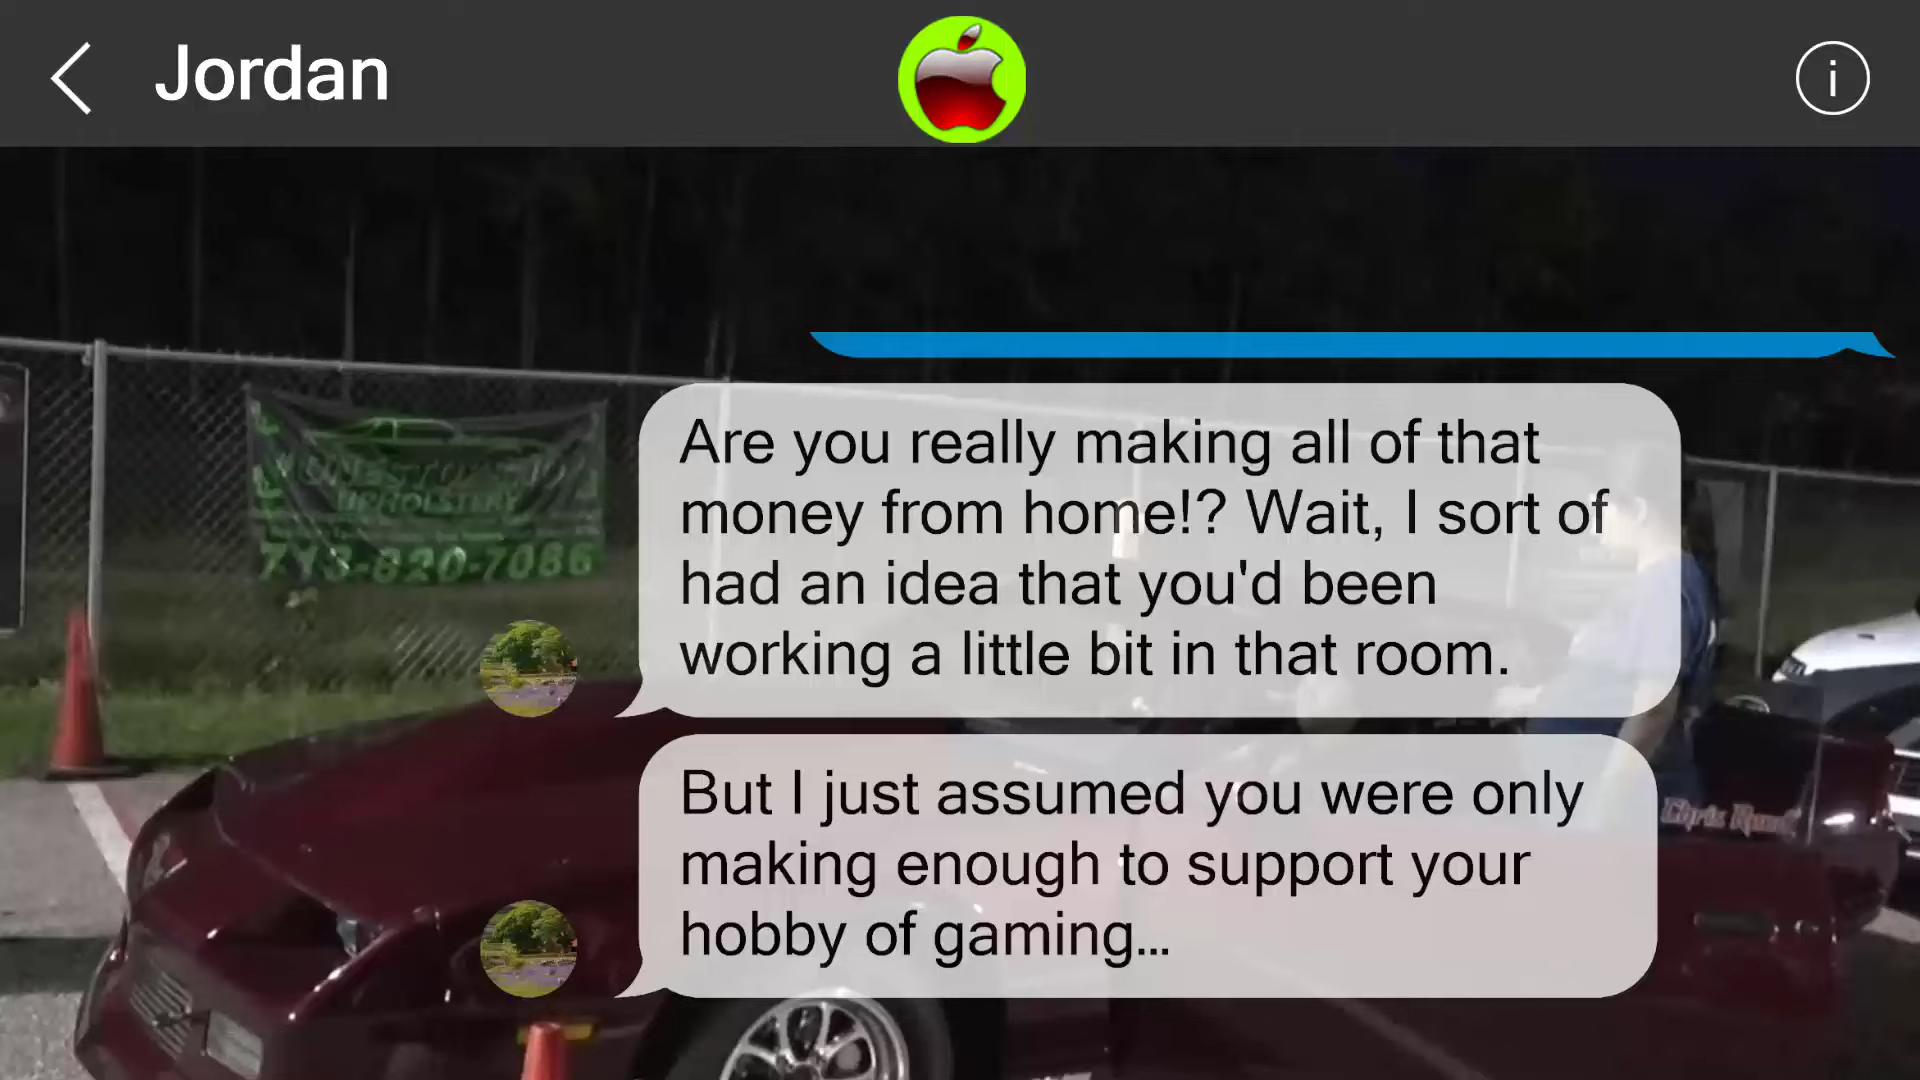 Jordan
i
Are you really making all of that
money from home!? Wait, I sort of
had an idea that you'd been
working a little bit in that room.
UPHOLSTERY
713-820-7086
But I just assumed you were only
making enough to support your
hobby of gaming...
Chris